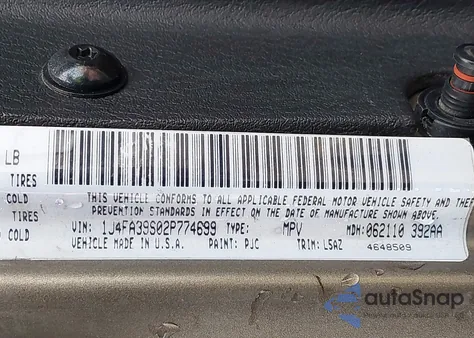 LB
TIRES
COLD THIS VEHICLE CONFORMS TO ALL APPLICABLE FEDERAL MOTOR VEHICLE SAFETY AND THEF
TIRES PREVENTION STANDARDS IN EFFECT ON THE DATE OF MANUFACTURE SHOWN ABOVE.
COLD VIN: 1J4FA39S02P774699 TYPE: MPV MDH: 062110 392AA
VEHICLE MADE IN U.S.A. PAINT: PJC TRIM: LSAZ 4648509
autoSnap